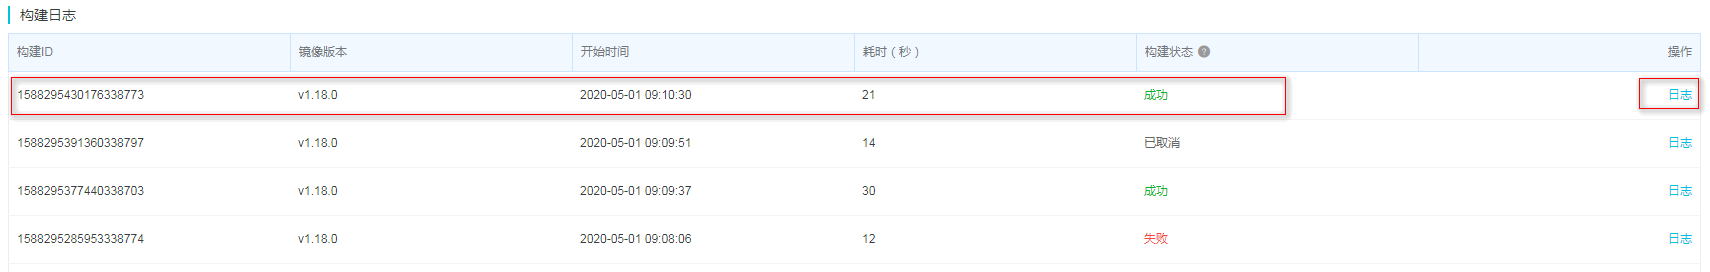 构建日志
构建ID 镜像版本 开始时间 耗时（秒） 构建状态 ? 操作
1588295430176338773 v1.18.0 2020-05-01 09:10:30 21 成功 日志
1588295391360338797 v1.18.0 2020-05-01 09:09:51 14 已取消 日志
1588295377440338703 v1.18.0 2020-05-01 09:09:37 30 成功 日志
1588295285953338774 v1.18.0 2020-05-01 09:08:06 12 失败 日志